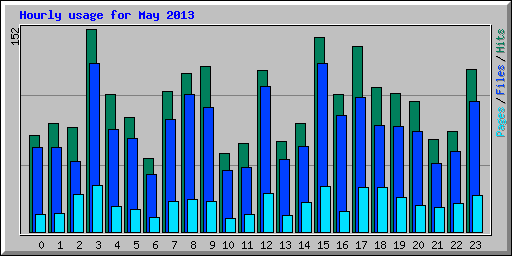 Hourly usage for May 2013
152
Pages/Files/Hits
0 1 2 3 4 5 6 7 8 9 10 11 12 13 14 15 16 17 18 19 20 21 22 23